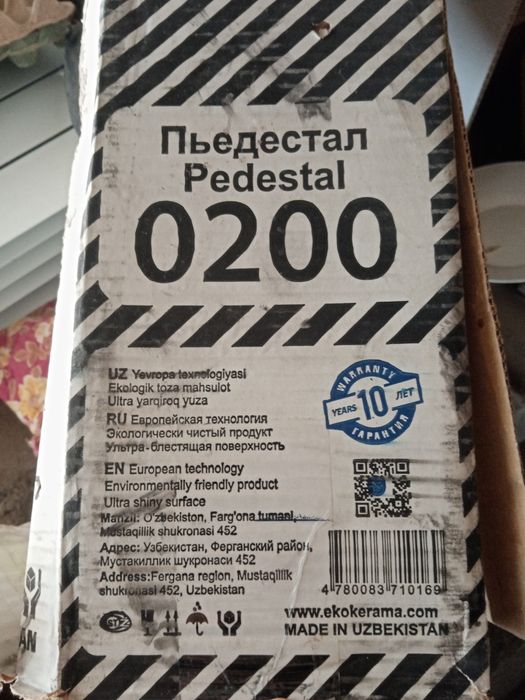 Пьедестал
Pedestal
0200
UZ Yevropa texnologiyasi
Ekologik toza mahsulot
Ultra yarqiroq yuza
RU Европейская технология
Экологически чистый продукт
Ультра-блестящая поверхность
EN European technology
Environmentally friendly product
Ultra shiny surface
WARRANTY
YEARS 10 ЛЕТ
ГАРАНТИЯ
Manzil: O'zbekiston, Farg'ona tumani,
Mustaqillik shukronasi 452
Адрес: Узбекистан, Ферганский район,
Мустакиллик шукронаси 452
Address:Fergana region, Mustaqillik
shukronasi 452, Uzbekistan
4 780083 710169
www.ekokerama.com
MADE IN UZBEKISTAN
AN